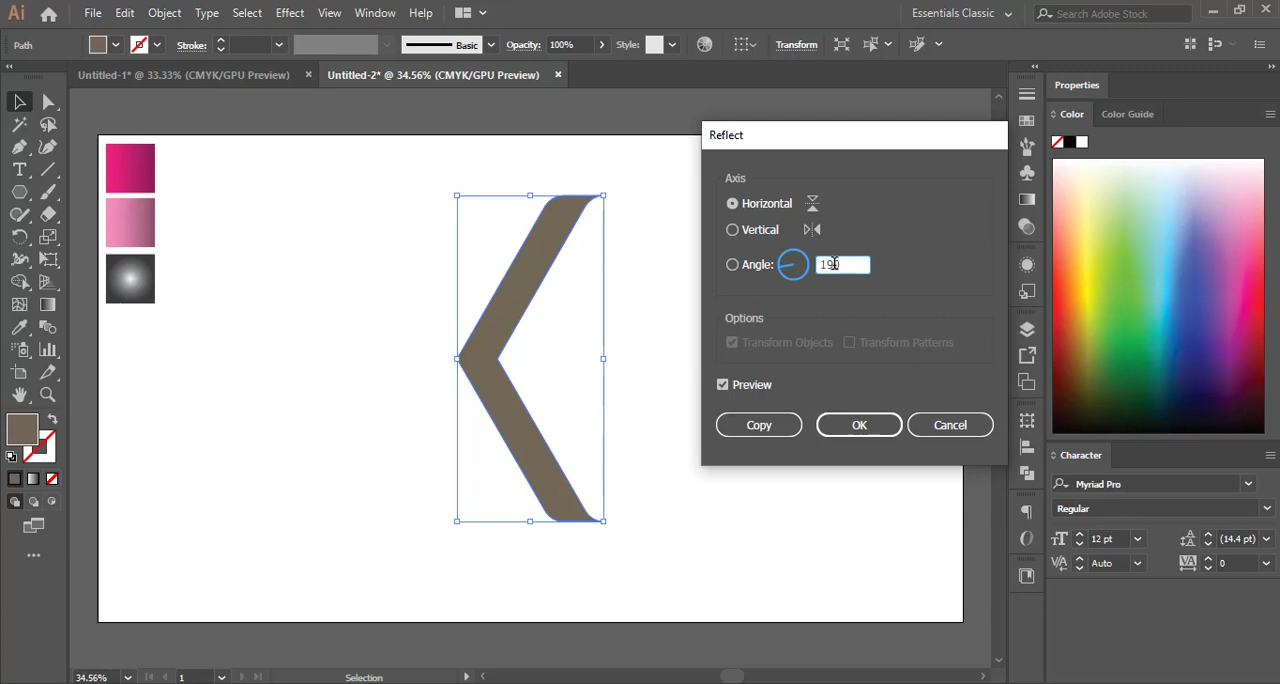 Ai File Edit Object Type Select Effect View Window Help Essentials Classic Search Adobe Stock
Path Stroke: Basic Opacity: 100% Style: Transform
Untitled-1* @ 33.33% (CMYK/GPU Preview) × Untitled-2* @ 34.56% (CMYK/GPU Preview) ×
Properties
Color Color Guide
Reflect
Axis
Horizontal
Vertical
Angle: 190
Options
Transform Objects Transform Patterns
Preview
Copy OK Cancel
Character
Myriad Pro
Regular
12 pt (14.4 pt)
Auto 0
34.56% 1 Selection